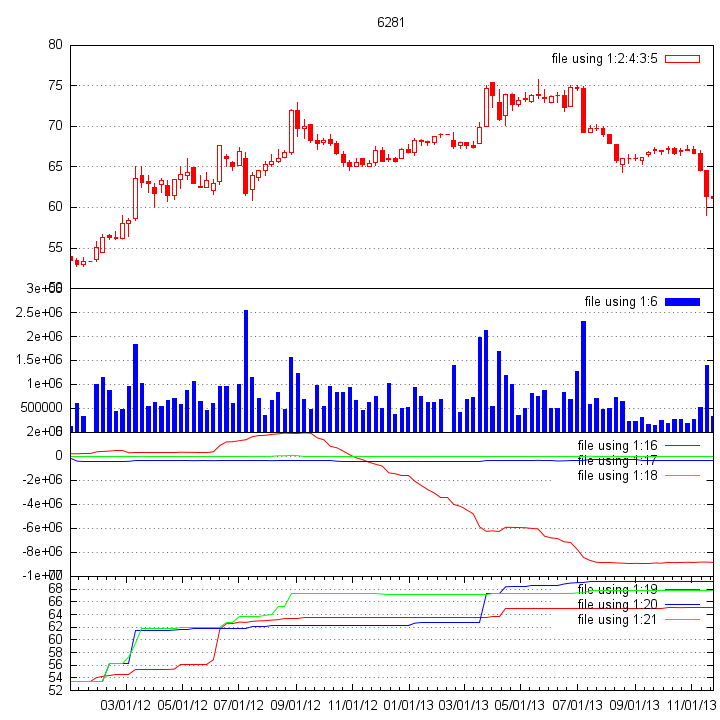 6281
80
file using 1:2:4:3:5
75
70
65
60
55
50
3e+06
file using 1:6
2.5e+06
2e+06
1.5e+06
1e+06
500000
0
2e+06
file using 1:16
0
file using 1:17
file using 1:18
-2e+06
-4e+06
-6e+06
-8e+06
-1e+07
68
file using 1:19
66
file using 1:20
64
file using 1:21
62
60
58
56
54
52
03/01/12 05/01/12 07/01/12 09/01/12 11/01/12 01/01/13 03/01/13 05/01/13 07/01/13 09/01/13 11/01/13